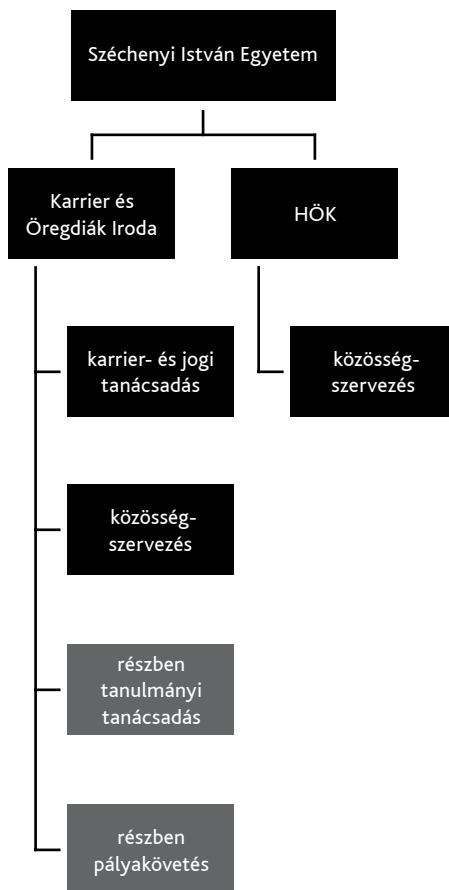 Széchenyi István Egyetem
Karrier és
Öregdiák Iroda
HÖK
karrier- és jogi
tanácsadás
közösség-
szervezés
közösség-
szervezés
részben
tanulmányi
tanácsadás
részben
pályakövetés